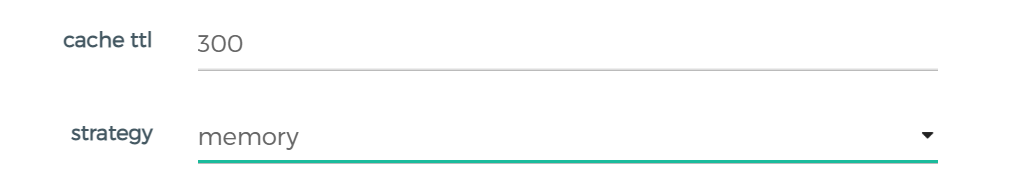 cache ttl 300
strategy memory